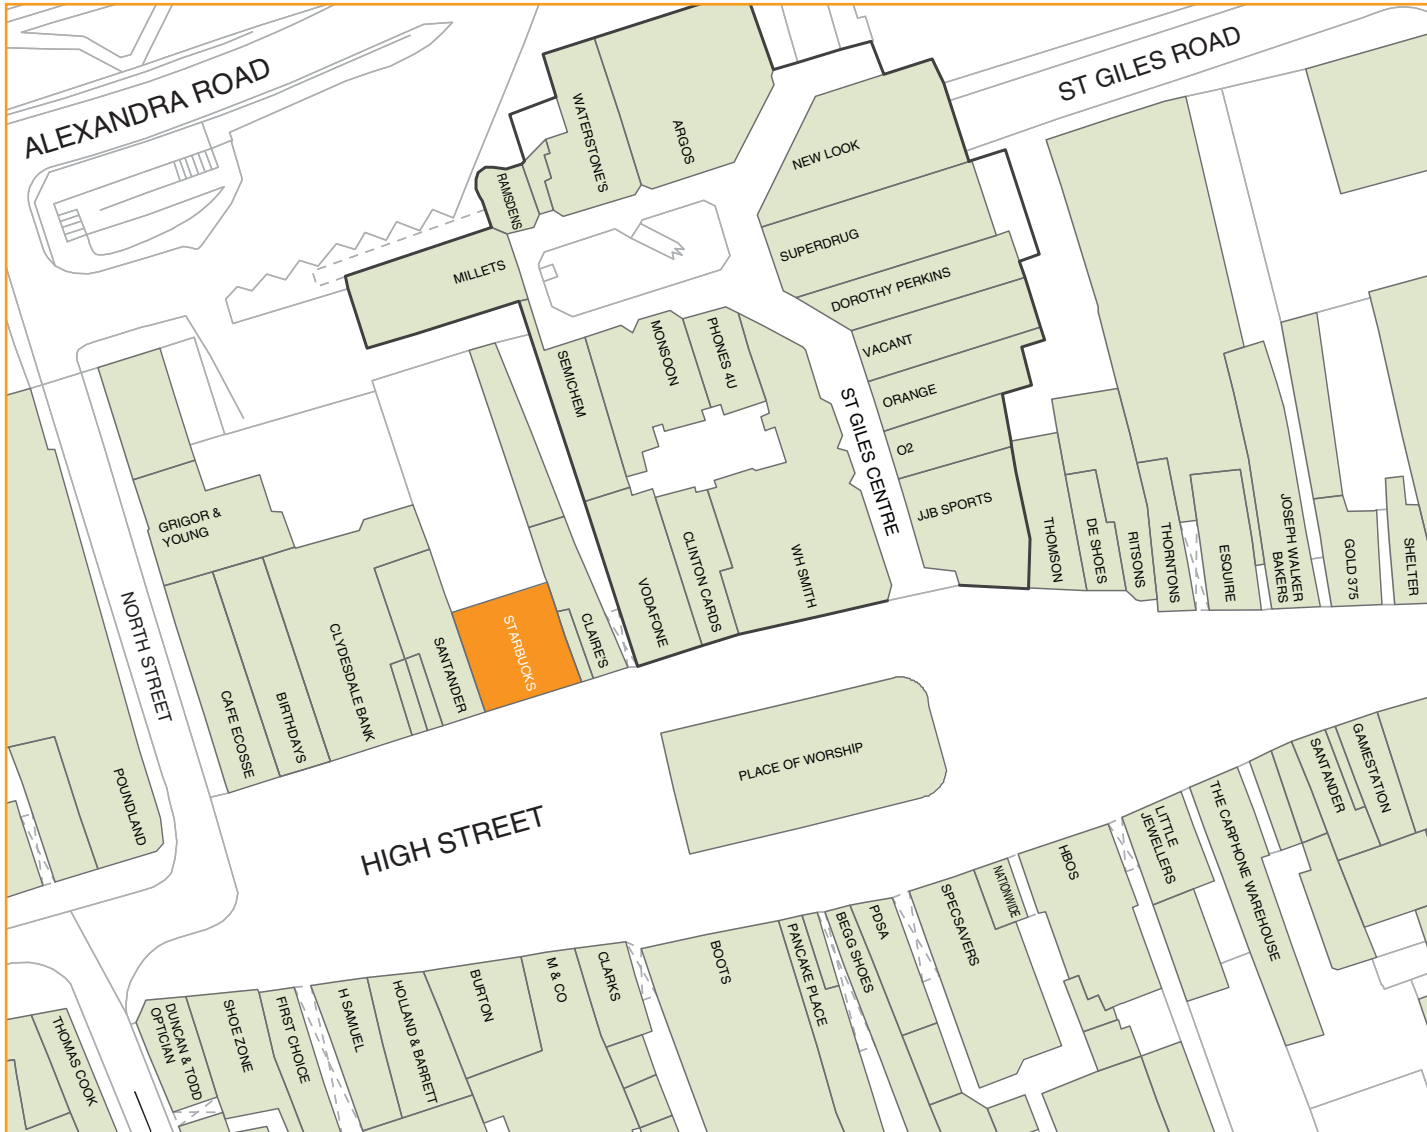 ALEXANDRA ROAD
ST GILES ROAD
WATERSTONE'S
ARGOS
NEW LOOK
RAMSDENS
SUPERDRUG
MILLETS
DOROTHY PERKINS
VACANT
SEMICHEM
MONSOON
PHONES 4U
ORANGE
O2
ST GILES CENTRE
JJB SPORTS
GRIGOR &
YOUNG
THOMSON
DE SHOES
RITSONS
THORNTONS
ESQUIRE
JOSEPH WALKER
BAKERS
GOLD 375
SHELTER
NORTH STREET
CAFE ECOSSE
BIRTHDAYS
CLYDESDALE BANK
SANTANDER
STARBUCKS
CLAIRE'S
VODAFONE
CLINTON CARDS
WH SMITH
POUNDLAND
PLACE OF WORSHIP
HIGH STREET
SANTANDER
GAMESTATION
LITTLE
JEWELLERS
THE CARPHONE WAREHOUSE
HBOS
NATIONWIDE
SPECSAVERS
PDSA
BEGG SHOES
PANCAKE PLACE
BOOTS
CLARKS
M & CO
BURTON
HOLLAND & BARRETT
H SAMUEL
FIRST CHOICE
SHOE ZONE
DUNCAN & TODD
OPTICIAN
THOMAS COOK